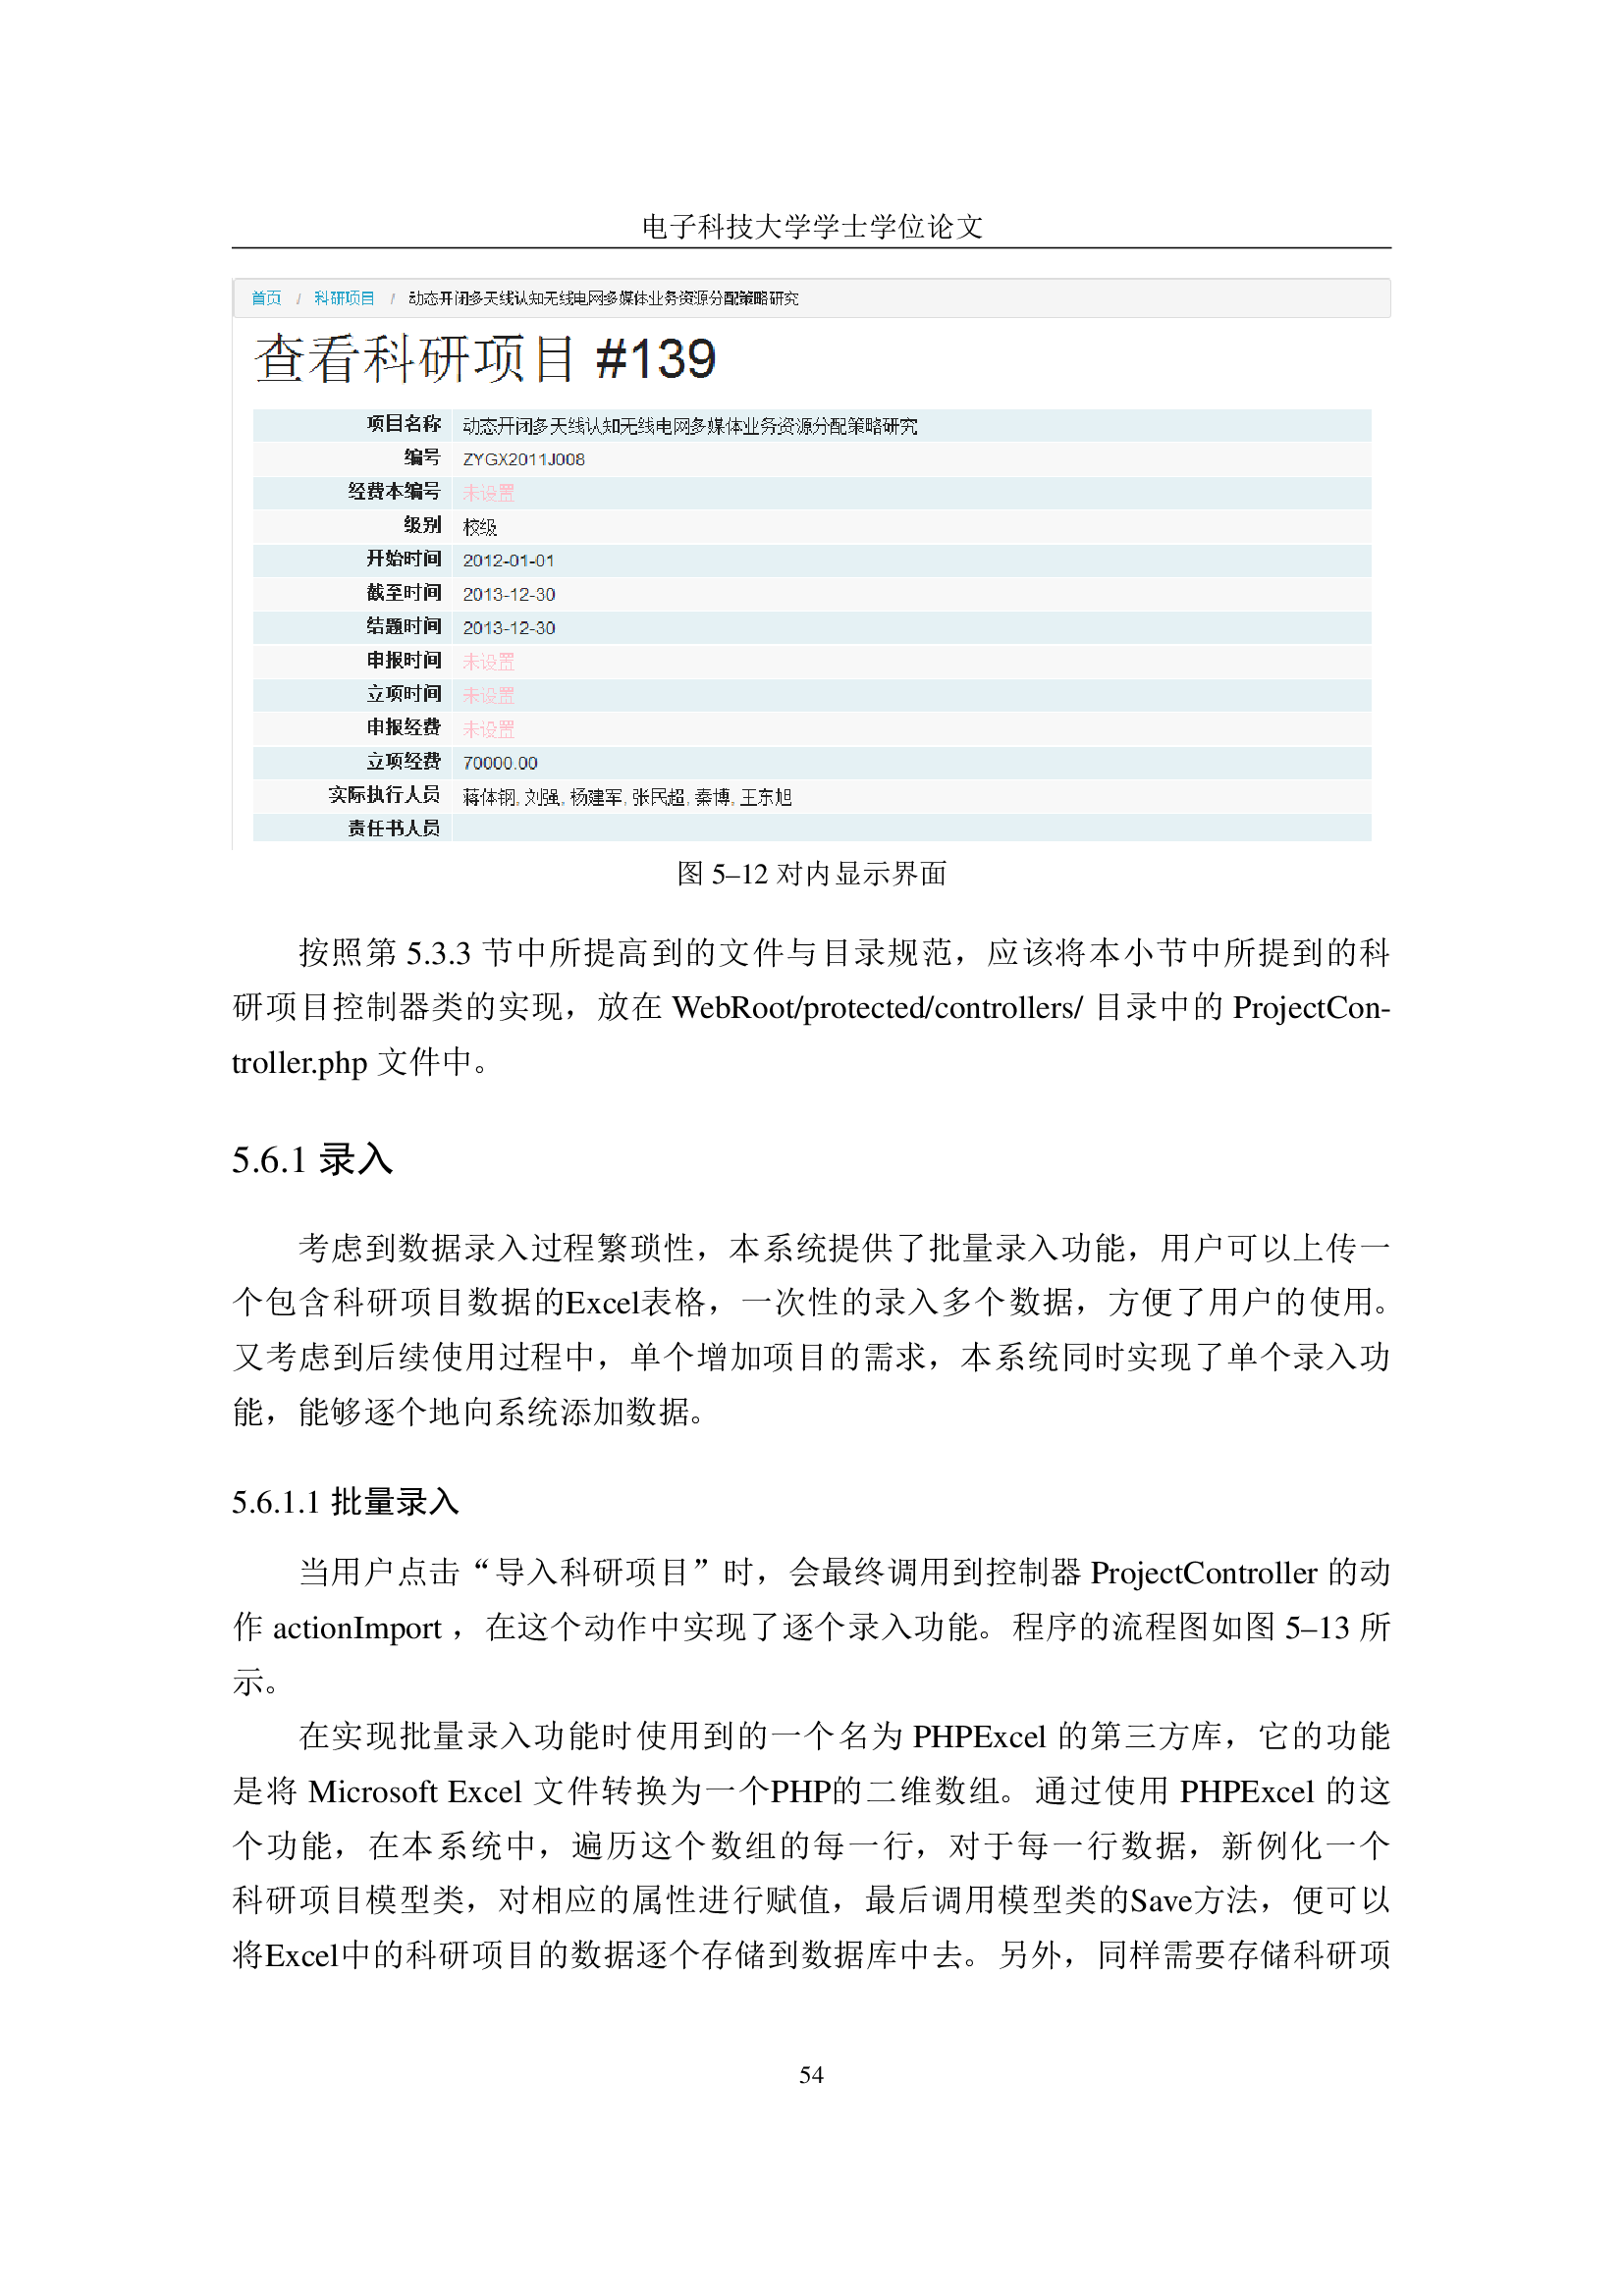 电子科技大学学士学位论文
首页 / 科研项目 / 动态开闭多天线认知无线电网多媒体业务资源分配策略研究
查看科研项目 #139
项目名称 动态开闭多天线认知无线电网多媒体业务资源分配策略研究
编号 ZYGX2011J008
经费本编号 未设置
级别 校级
开始时间 2012-01-01
截至时间 2013-12-30
结题时间 2013-12-30
申报时间 未设置
立项时间 未设置
申报经费 未设置
立项经费 70000.00
实际执行人员 蒋体钢, 刘强, 杨建军, 张民超, 秦博, 王东旭
责任书人员
图 5–12 对内显示界面
按照第 5.3.3 节中所提高到的文件与目录规范，应该将本小节中所提到的科
研项目控制器类的实现，放在 WebRoot/protected/controllers/ 目录中的 ProjectCon-
troller.php 文件中。
5.6.1 录入
考虑到数据录入过程繁琐性，本系统提供了批量录入功能，用户可以上传一
个包含科研项目数据的Excel表格，一次性的录入多个数据，方便了用户的使用。
又考虑到后续使用过程中，单个增加项目的需求，本系统同时实现了单个录入功
能，能够逐个地向系统添加数据。
5.6.1.1 批量录入
当用户点击“导入科研项目”时，会最终调用到控制器 ProjectController 的动
作 actionImport ，在这个动作中实现了逐个录入功能。程序的流程图如图 5–13 所
示。
在实现批量录入功能时使用到的一个名为 PHPExcel 的第三方库，它的功能
是将 Microsoft Excel 文件转换为一个PHP的二维数组。通过使用 PHPExcel 的这
个功能，在本系统中，遍历这个数组的每一行，对于每一行数据，新例化一个
科研项目模型类，对相应的属性进行赋值，最后调用模型类的Save方法，便可以
将Excel中的科研项目的数据逐个存储到数据库中去。另外，同样需要存储科研项
54